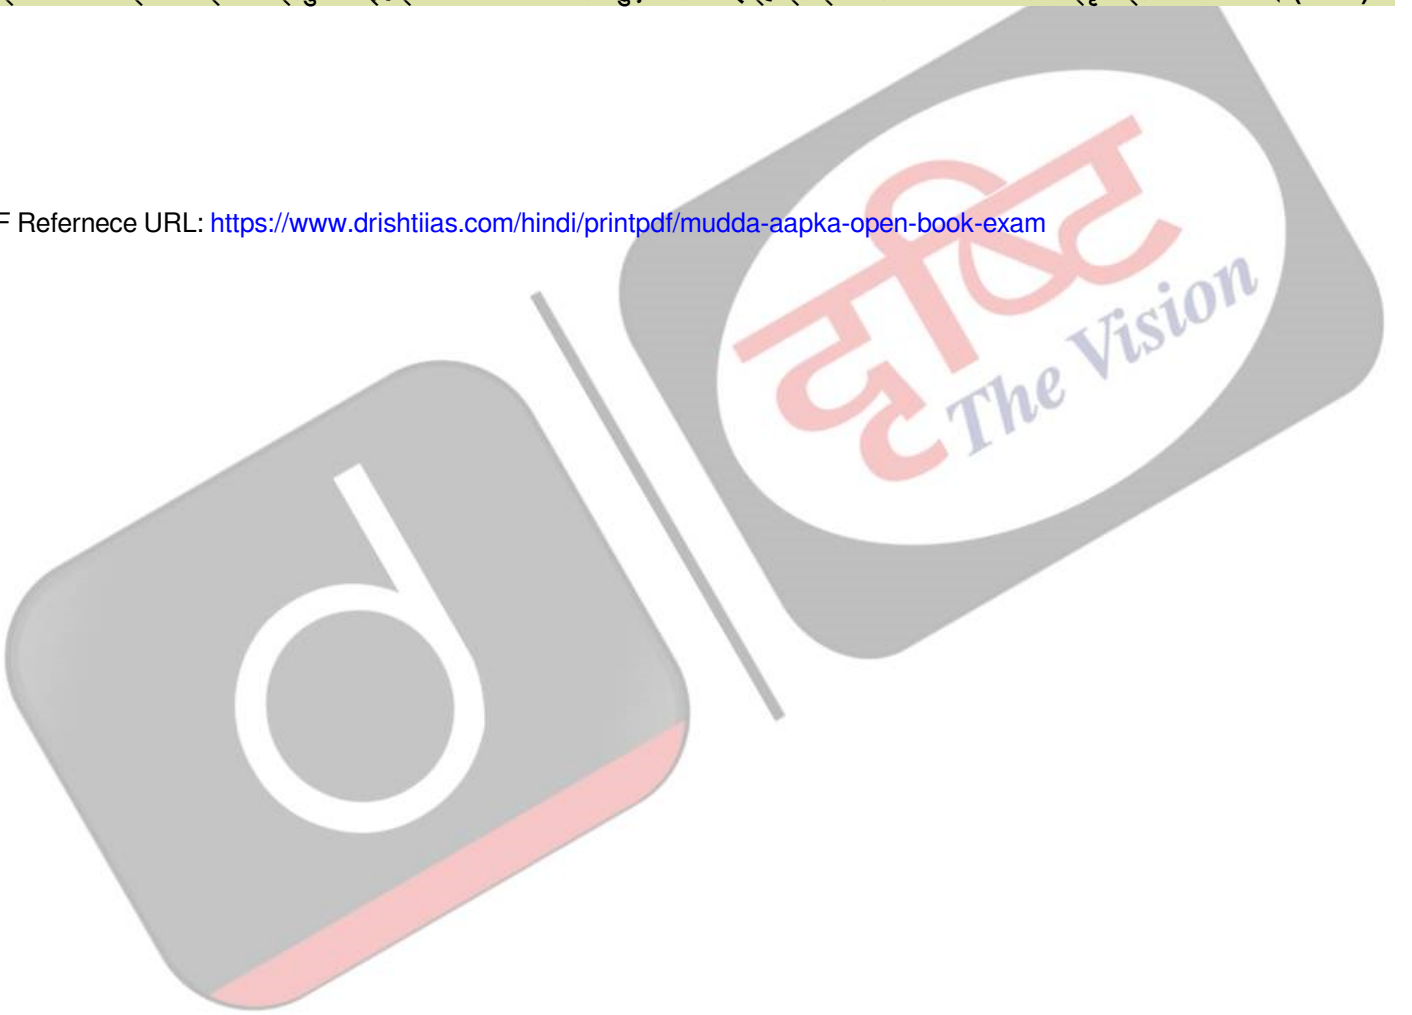 F Refernece URL: https://www.drishtiias.com/hindi/printpdf/mudda-aapka-open-book-exam
दृष्टि
The Vision
d